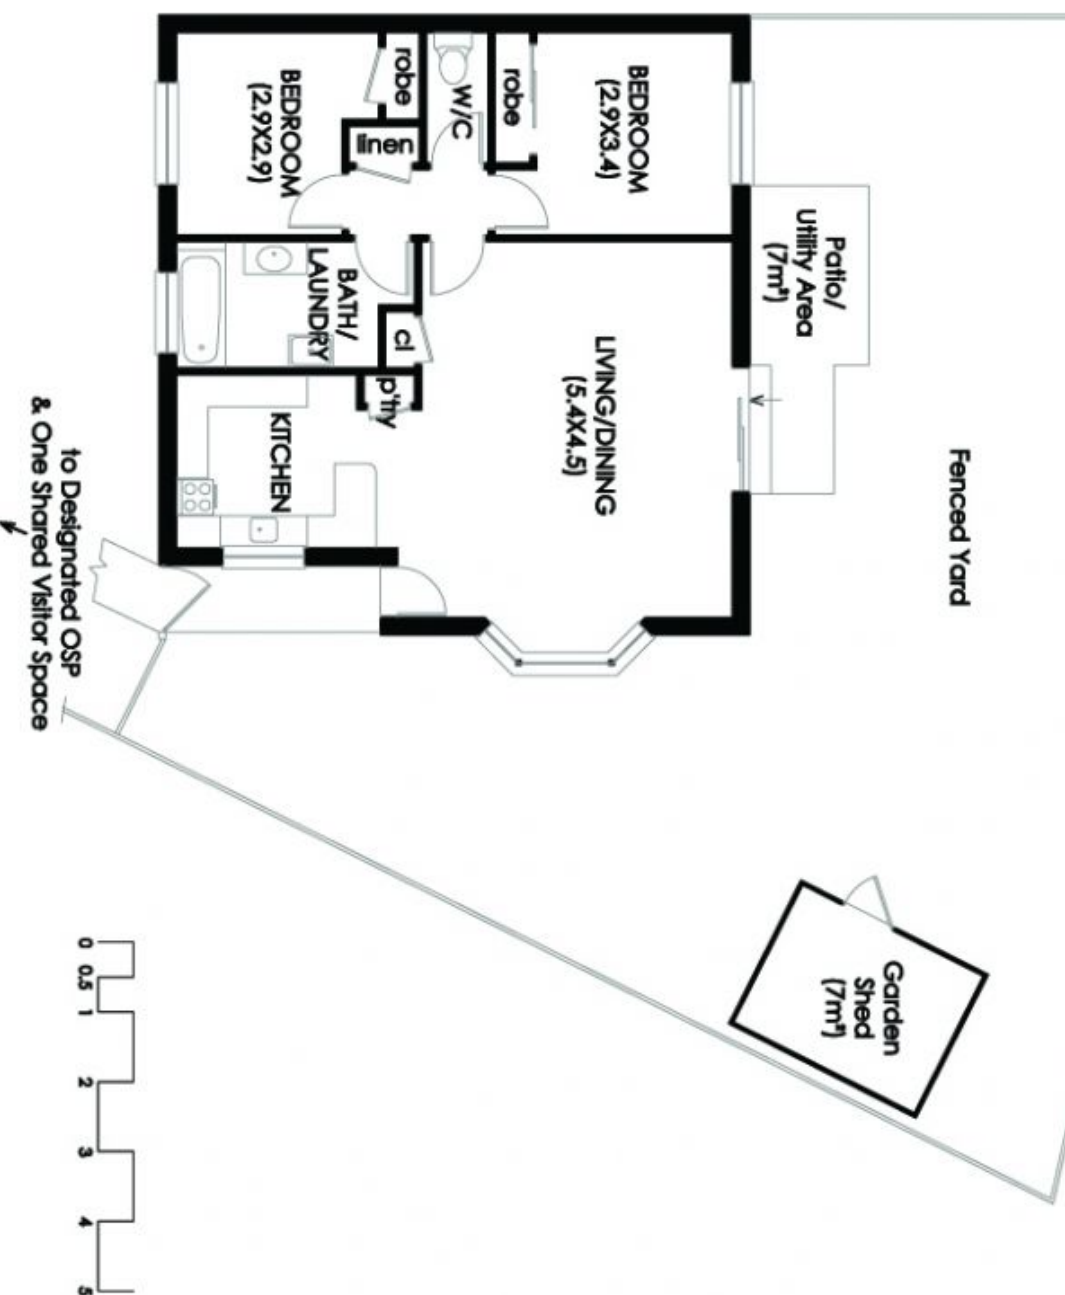 BEDROOM
(2.9X3.4)
robe
W/C
robe
linen
BEDROOM
(2.9X2.9)
Patio/
Utility Area
(7m²)
LIVING/DINING
(5.4X4.5)
cl
BATH/
LAUNDRY
p'try
KITCHEN
Fenced Yard
to Designated OSP
& One Shared Visitor Space
Garden
Shed
(7m²)
0 0.5 1 2 3 4 5